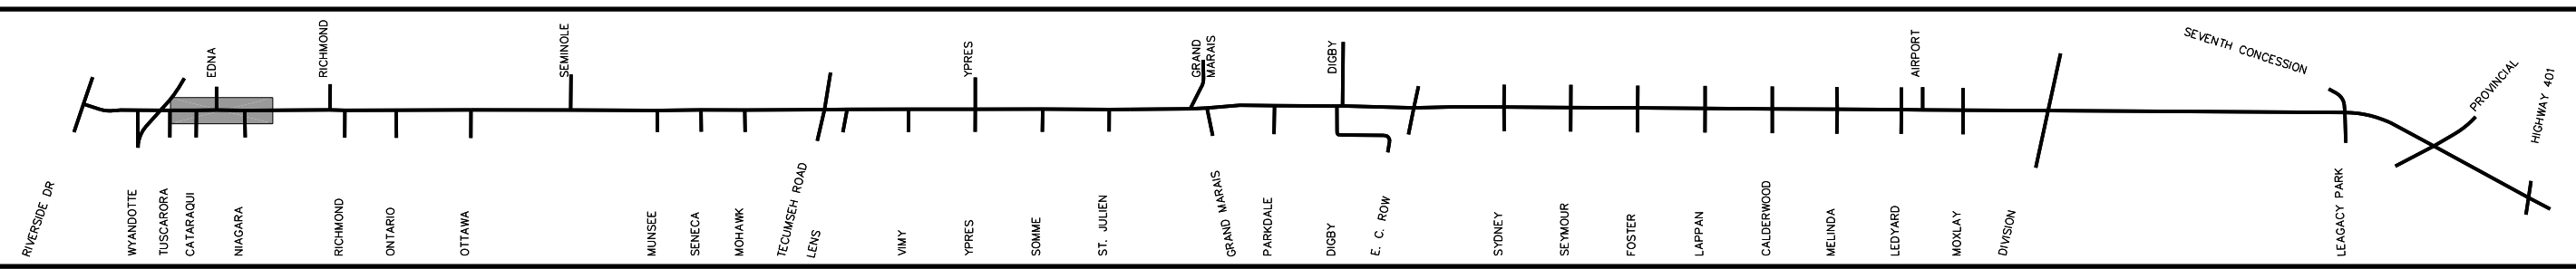 EDNA
RICHMOND
SEMINOLE
YPRES
GRAND
MARAIS
DIGBY
AIRPORT
SEVENTH CONCESSION
PROVINCIAL
HIGHWAY 401
RIVERSIDE DR
WYANDOTTE
TUSCARORA
CATARAQUI
NIAGARA
RICHMOND
ONTARIO
OTTAWA
MUNSEE
SENECA
MOHAWK
TECUMSEH ROAD
LENS
VIMY
YPRES
SOMME
ST. JULIEN
GRAND MARAIS
PARKDALE
DIGBY
E. C. ROW
SYDNEY
SEYMOUR
FOSTER
LAPPAN
CALDERWOOD
MELINDA
LEDYARD
MOXLAY
DIVISION
LEAGACY PARK